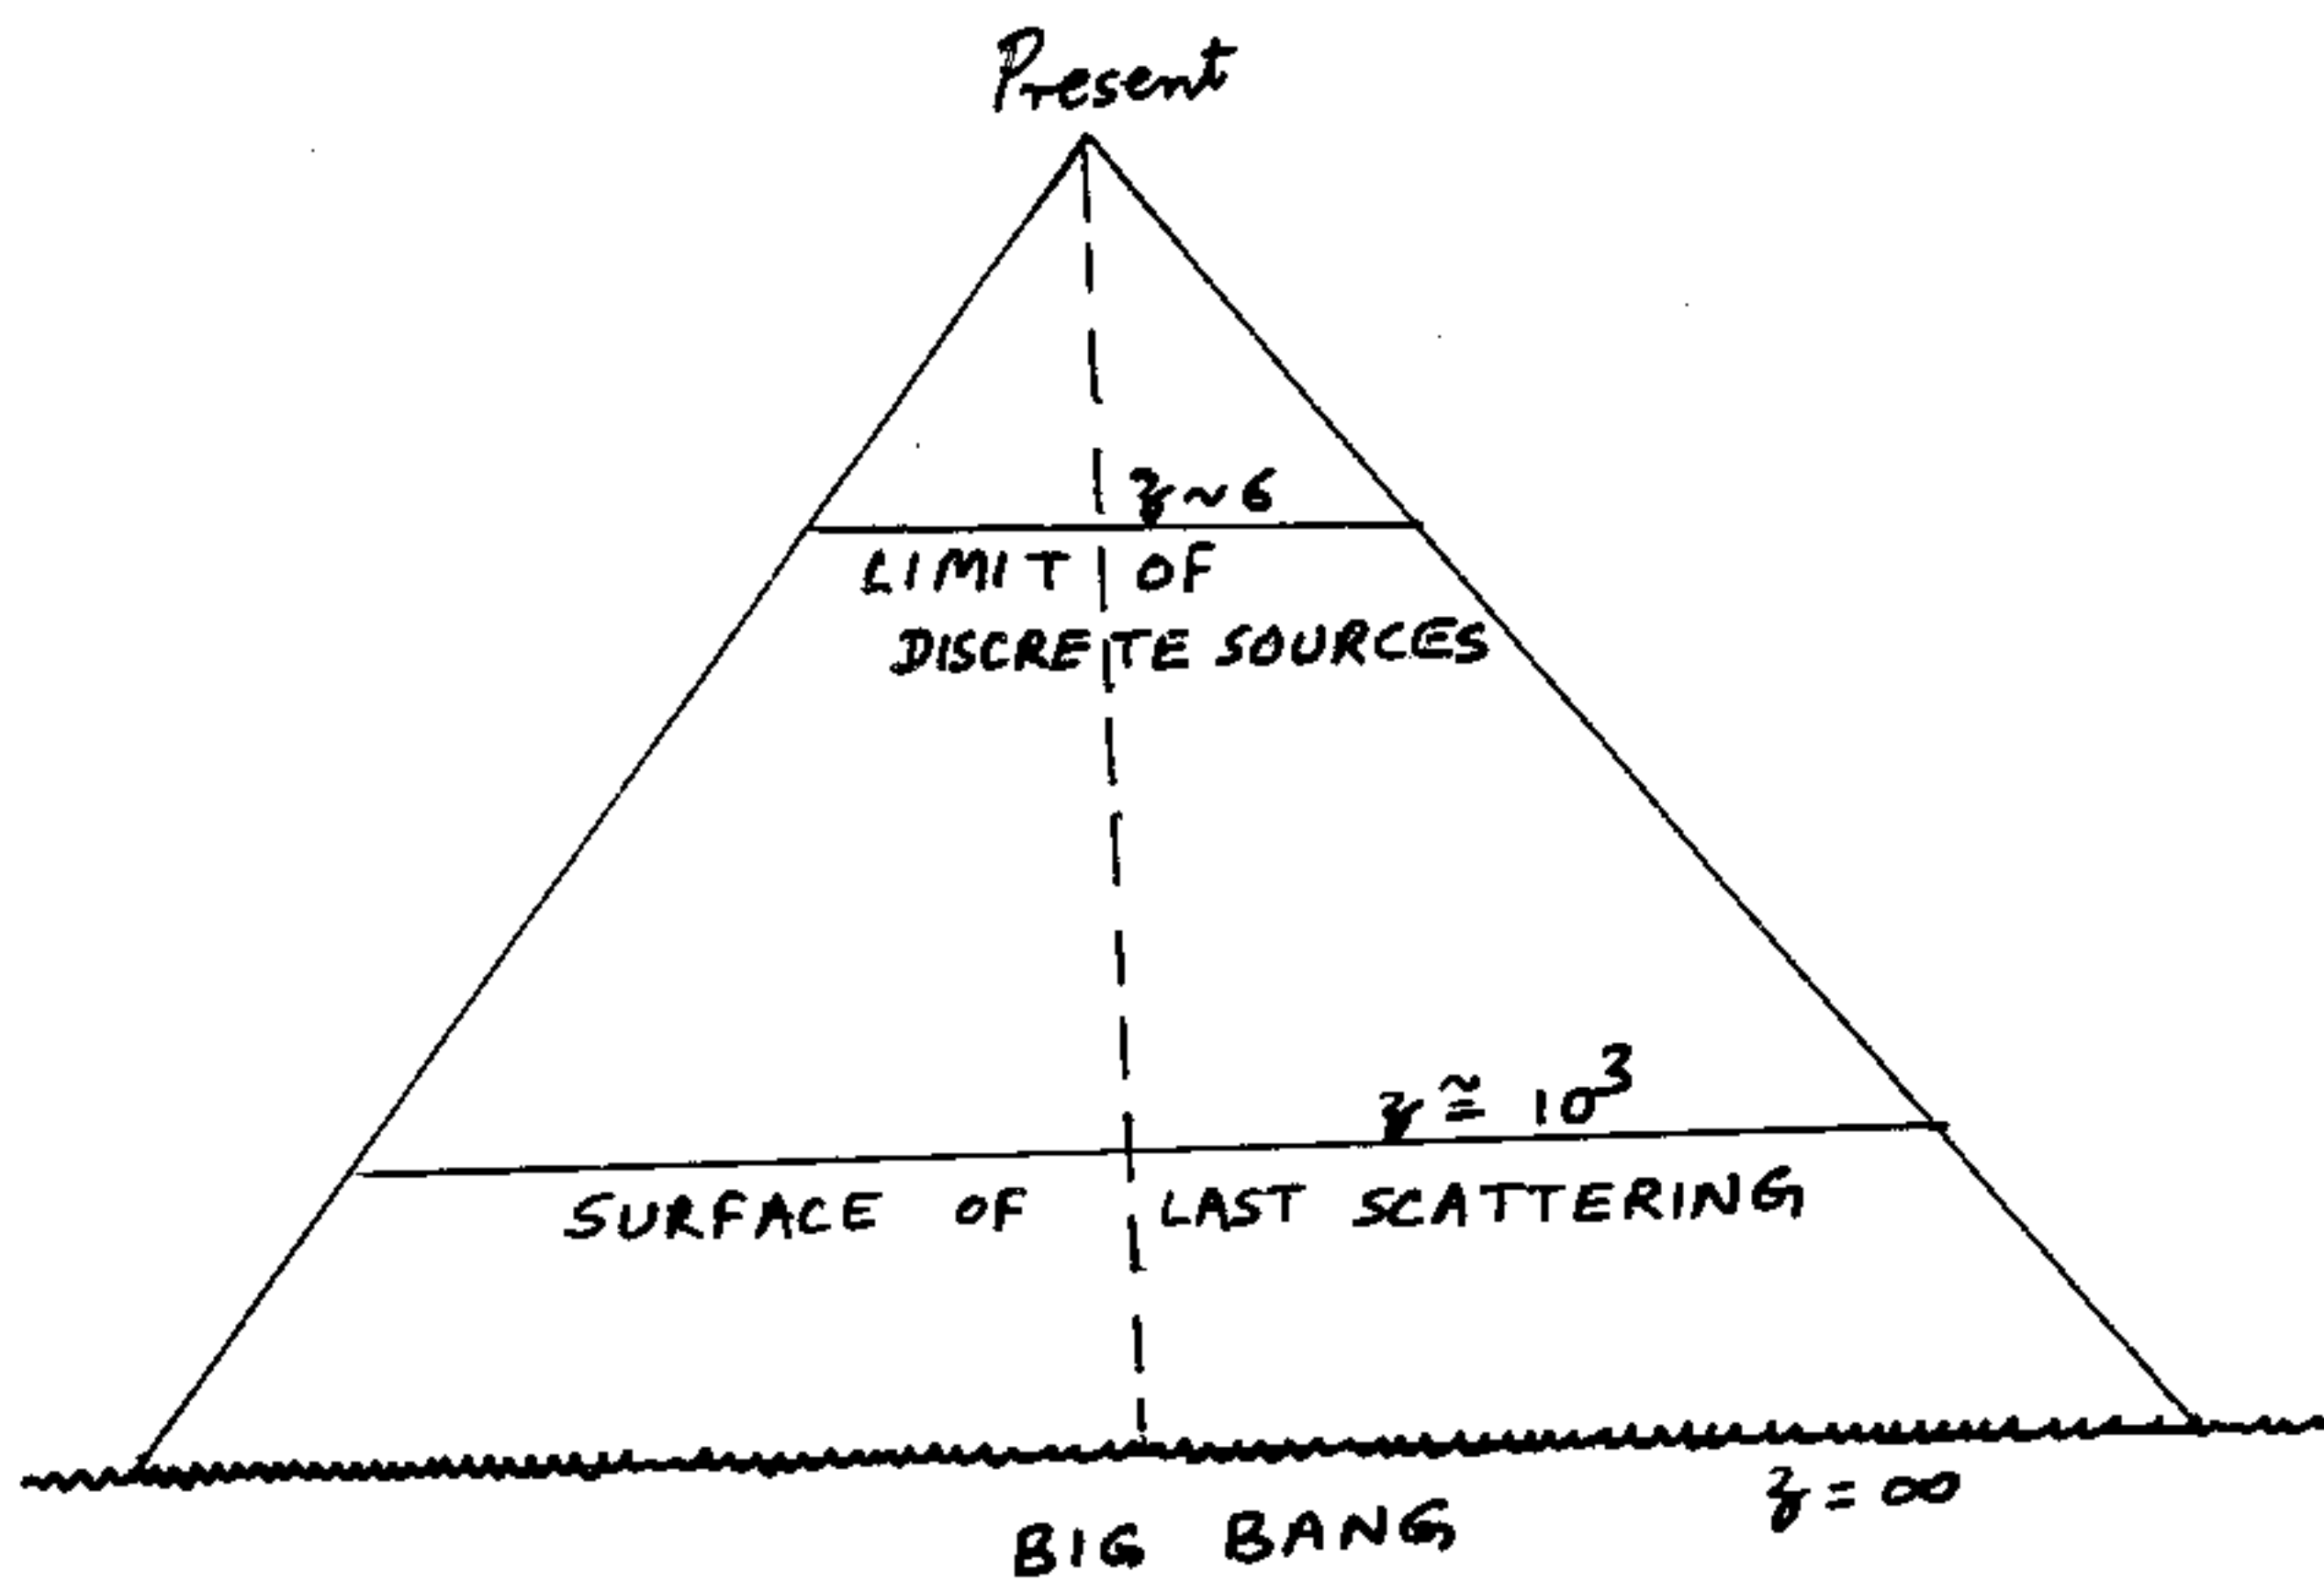 Present
z~6
LIMIT OF
DISCRETE SOURCES
z ≅ 10³
SURFACE OF LAST SCATTERING
z = ∞
BIG BANG